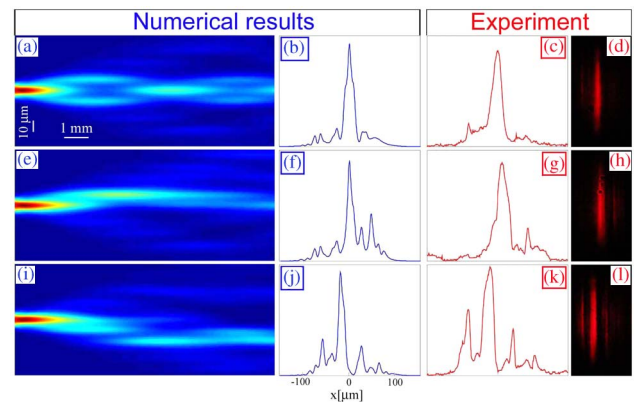 Numerical results Experiment
(a) (b) (c) (d)
10 μm
1 mm
(e) (f) (g) (h)
(i) (j) (k) (l)
-100 0 100
x[μm]